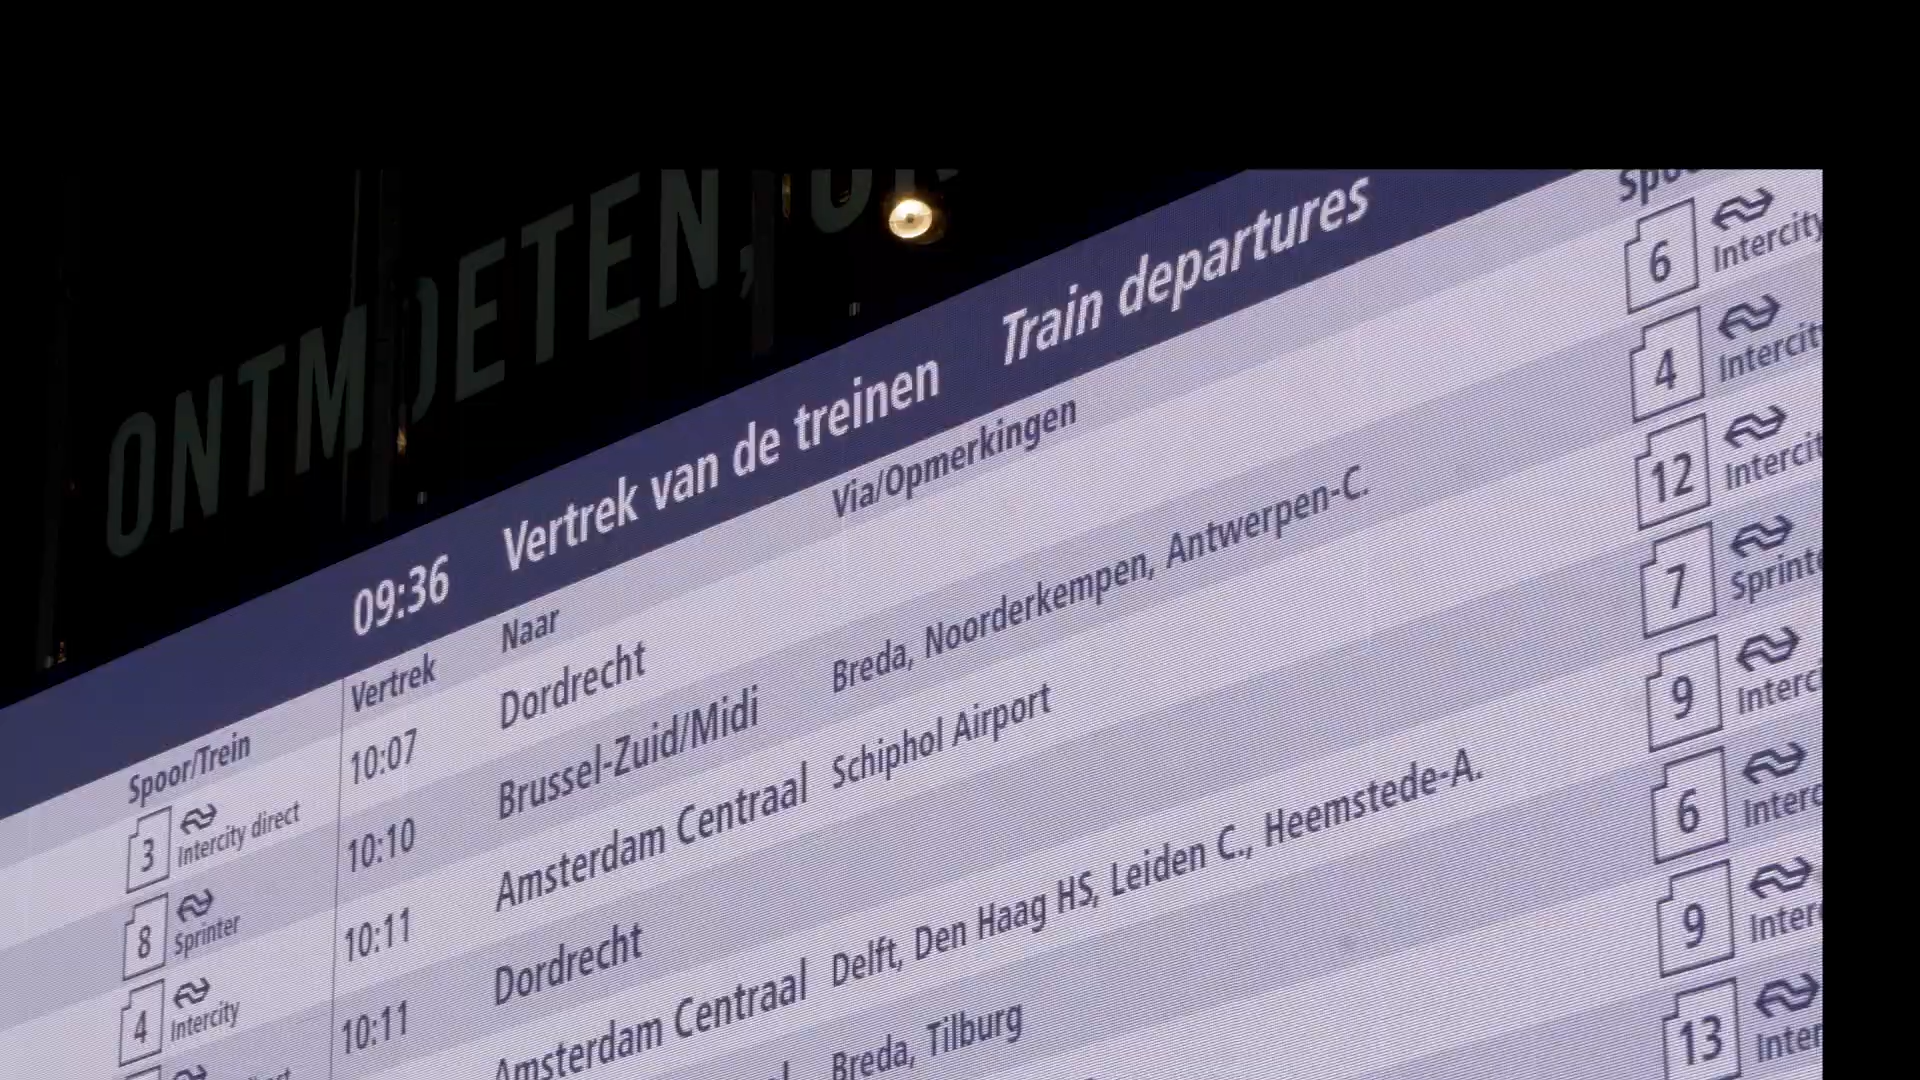 ONTMOETEN,
09:36 Vertrek van de treinen Train departures
Vertrek Naar Via/Opmerkingen
10:07 Dordrecht 6 Intercity
10:10 Brussel-Zuid/Midi Breda, Noorderkempen, Antwerpen-C. 4
10:11 Amsterdam Centraal Schiphol Airport 12
10:11 Dordrecht 7
Amsterdam Centraal Delft, Den Haag HS, Leiden C., Heemstede-A. 9
Breda, Tilburg 6
9
13
Spoor/Trein
3 Intercity direct
8 Sprinter
4 Intercity